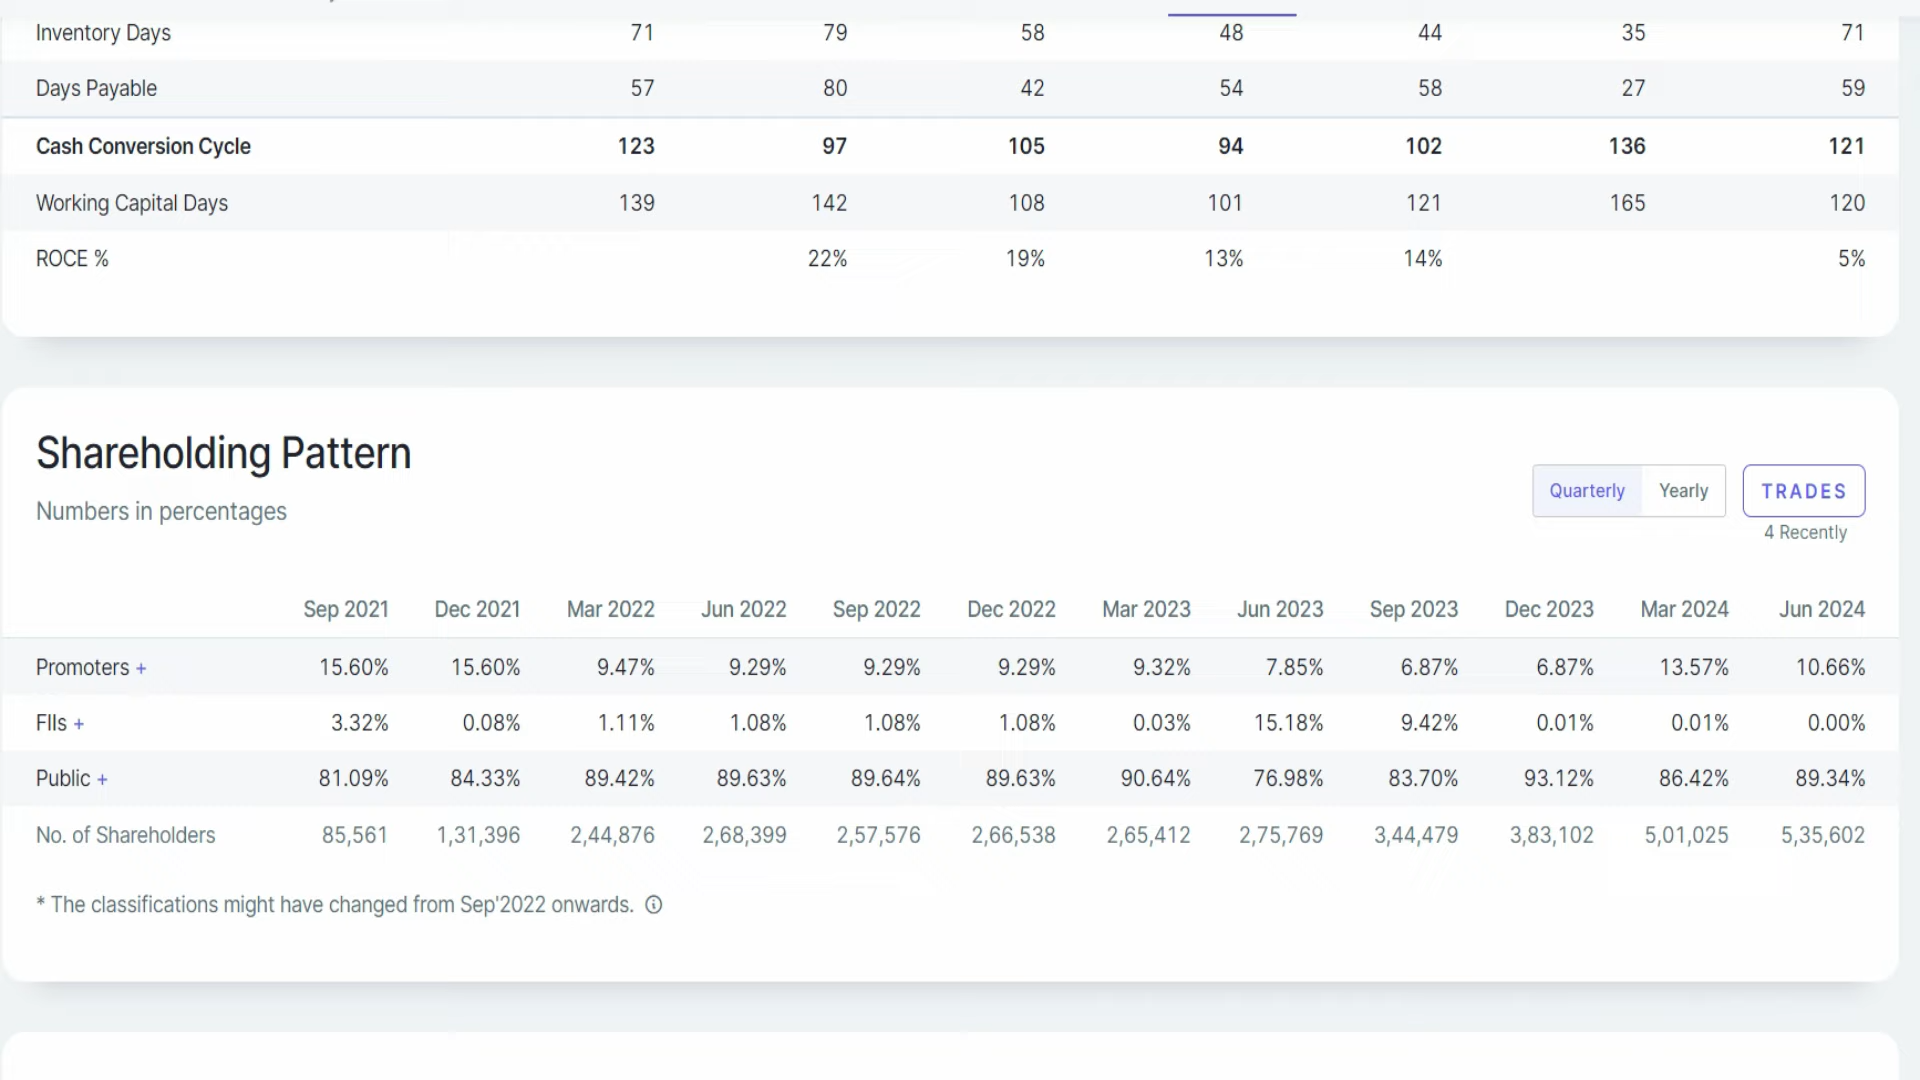 Inventory Days 71 79 58 48 44 35 71
Days Payable 57 80 42 54 58 27 59
Cash Conversion Cycle 123 97 105 94 102 136 121
Working Capital Days 139 142 108 101 121 165 120
ROCE % 22% 19% 13% 14% 5%
Shareholding Pattern
Numbers in percentages
Quarterly Yearly TRADES
4 Recently
Sep 2021 Dec 2021 Mar 2022 Jun 2022 Sep 2022 Dec 2022 Mar 2023 Jun 2023 Sep 2023 Dec 2023 Mar 2024 Jun 2024
Promoters + 15.60% 15.60% 9.47% 9.29% 9.29% 9.29% 9.32% 7.85% 6.87% 6.87% 13.57% 10.66%
FIIs + 3.32% 0.08% 1.11% 1.08% 1.08% 1.08% 0.03% 15.18% 9.42% 0.01% 0.01% 0.00%
Public + 81.09% 84.33% 89.42% 89.63% 89.64% 89.63% 90.64% 76.98% 83.70% 93.12% 86.42% 89.34%
No. of Shareholders 85,561 1,31,396 2,44,876 2,68,399 2,57,576 2,66,538 2,65,412 2,75,769 3,44,479 3,83,102 5,01,025 5,35,602
* The classifications might have changed from Sep'2022 onwards.